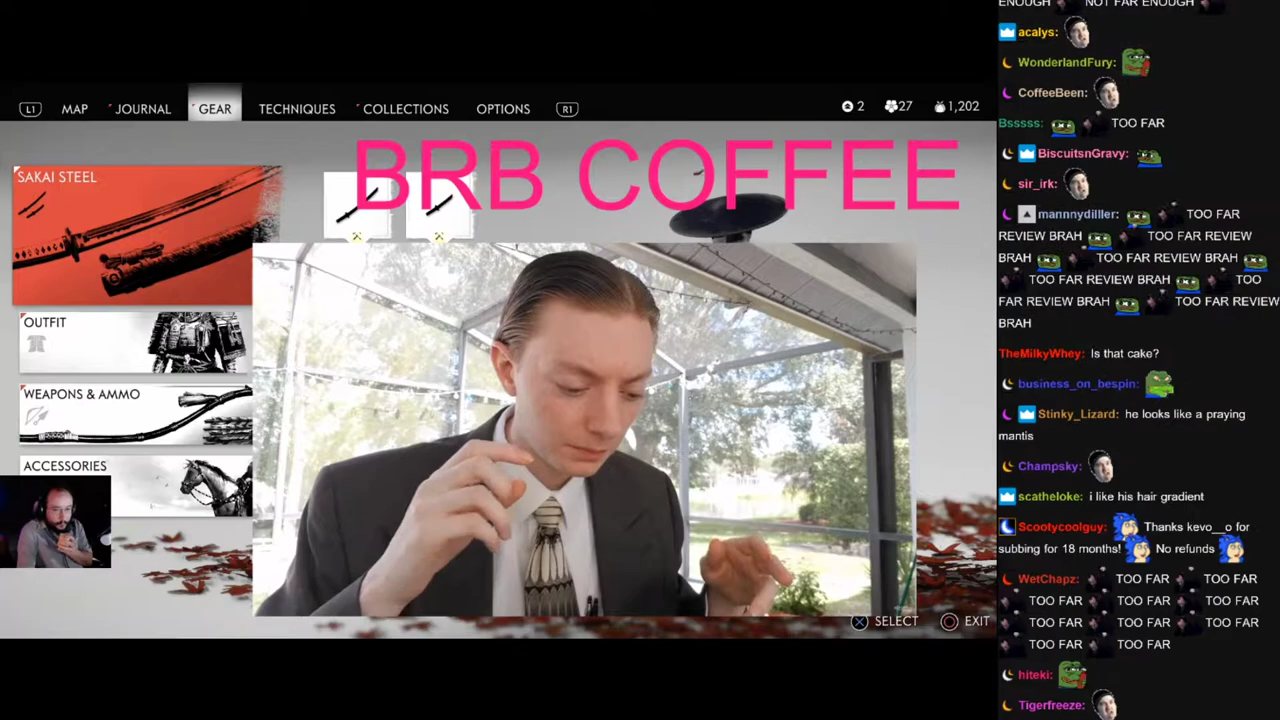 L1 MAP JOURNAL GEAR TECHNIQUES COLLECTIONS OPTIONS R1 2 27 1,202
BRB COFFEE
SAKAI STEEL
OUTFIT
WEAPONS & AMMO
ACCESSORIES
SELECT EXIT
ENOUGH NOT FAR ENOUGH
acalys:
WonderlandFury:
CoffeeBeen:
Bsssss: TOO FAR
BiscuitsnGravy:
sir_irk:
mannnydilller: TOO FAR
REVIEW BRAH TOO FAR REVIEW
BRAH TOO FAR REVIEW BRAH
TOO FAR REVIEW BRAH TOO
FAR REVIEW BRAH TOO FAR REVIEW
BRAH
TheMilkyWhey: Is that cake?
business_on_bespin:
Stinky_Lizard: he looks like a praying
mantis
Champsky:
scatheloke: i like his hair gradient
Scootycoolguy: Thanks kevo__o for
subbing for 18 months! No refunds
WetChapz: TOO FAR TOO FAR
TOO FAR TOO FAR TOO FAR
TOO FAR TOO FAR TOO FAR
TOO FAR TOO FAR
hiteki:
Tigerfreeze: